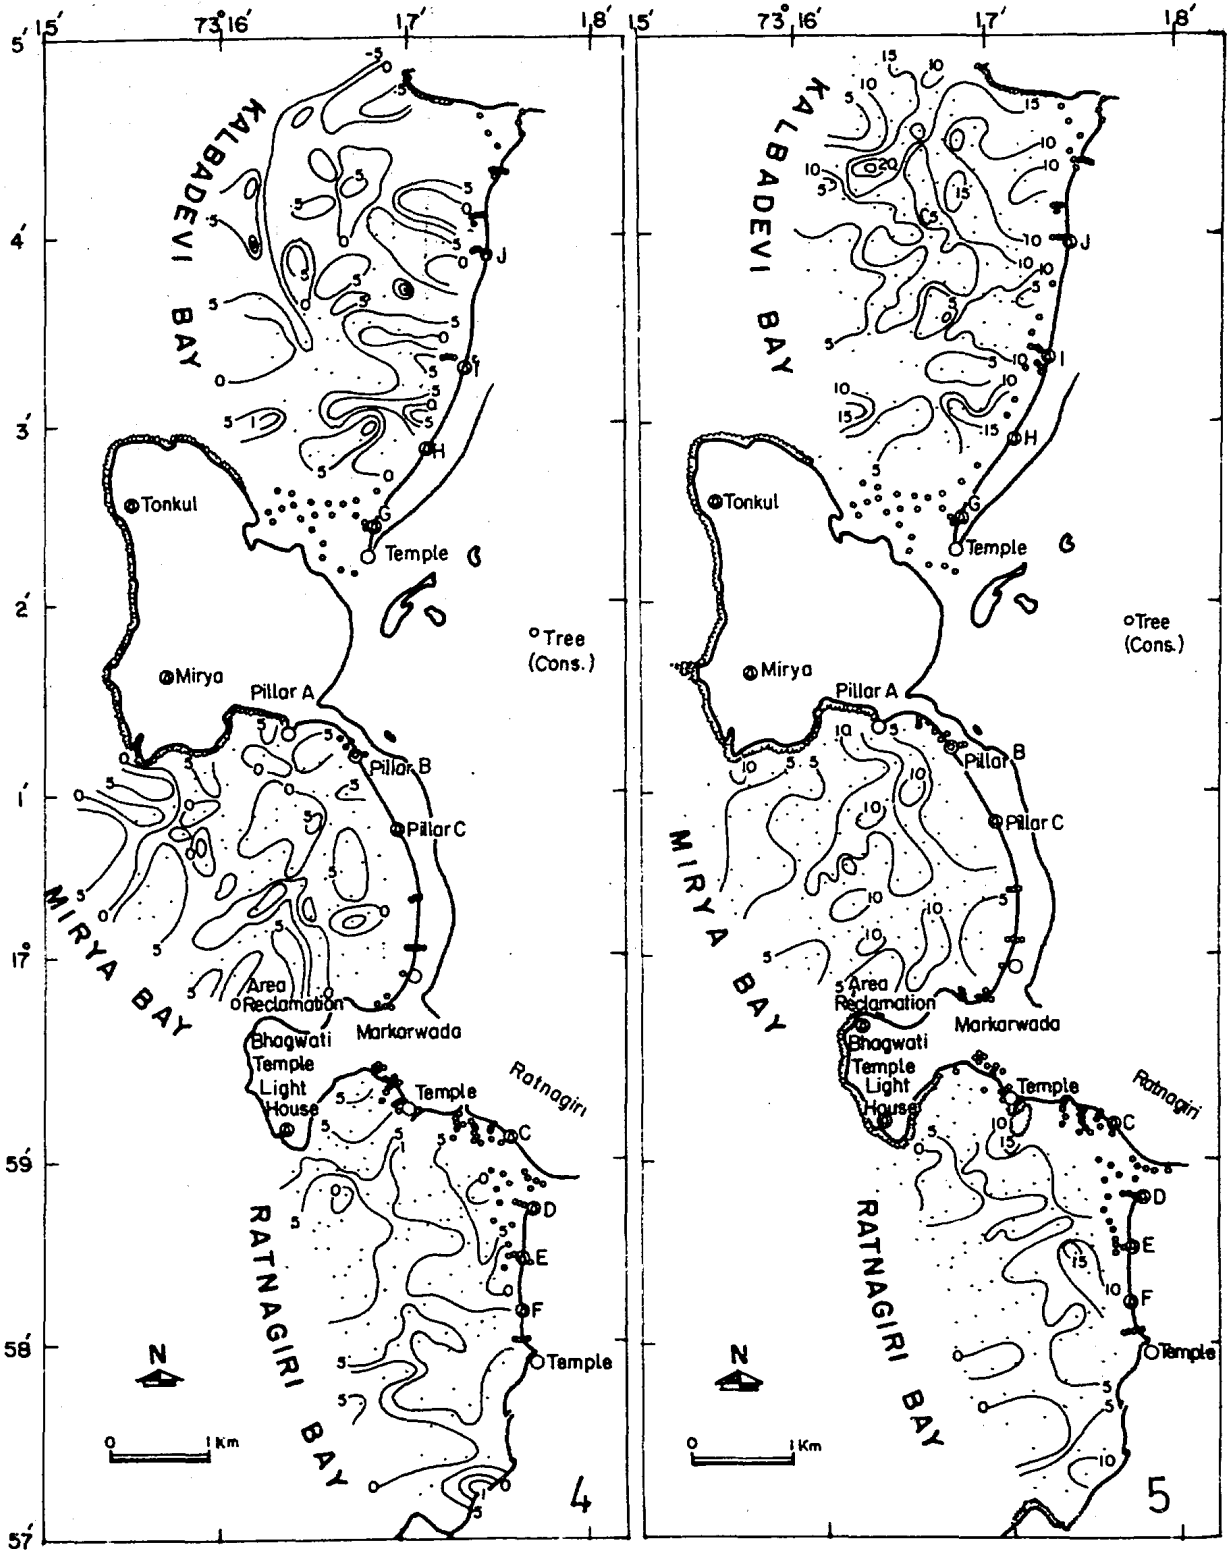 15' 73°16' 17' 18'
5'
4'
3'
2'
1'
17°
59'
58'
57'
KALBADEVI BAY
J
I
H
G
Temple
Tonkul
Mirya
Tree
(Cons.)
Pillar A
Pillar B
Pillar C
MIRYA BAY
Area
Reclamation
Markarwada
Bhagwati
Temple
Light
House
Temple
Ratnagiri
C
D
E
F
Temple
RATNAGIRI BAY
N
0 1 Km
4
15' 73°16' 17' 18'
KALBADEVI BAY
J
I
H
G
Temple
Tonkul
Mirya
Tree
(Cons.)
Pillar A
Pillar B
Pillar C
MIRYA BAY
Area
Reclamation
Markarwada
Bhagwati
Temple
Light
House
Temple
Ratnagiri
C
D
E
F
Temple
RATNAGIRI BAY
N
0 1 Km
5